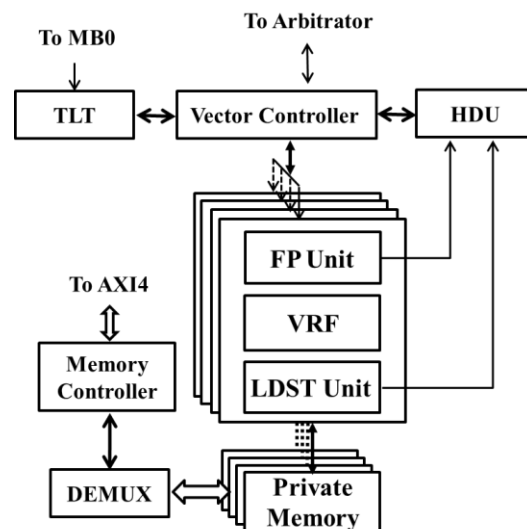 To Arbitrator
To MB0
TLT
Vector Controller
HDU
FP Unit
To AXI4
VRF
Memory
Controller
LDST Unit
DEMUX
Private
Memory